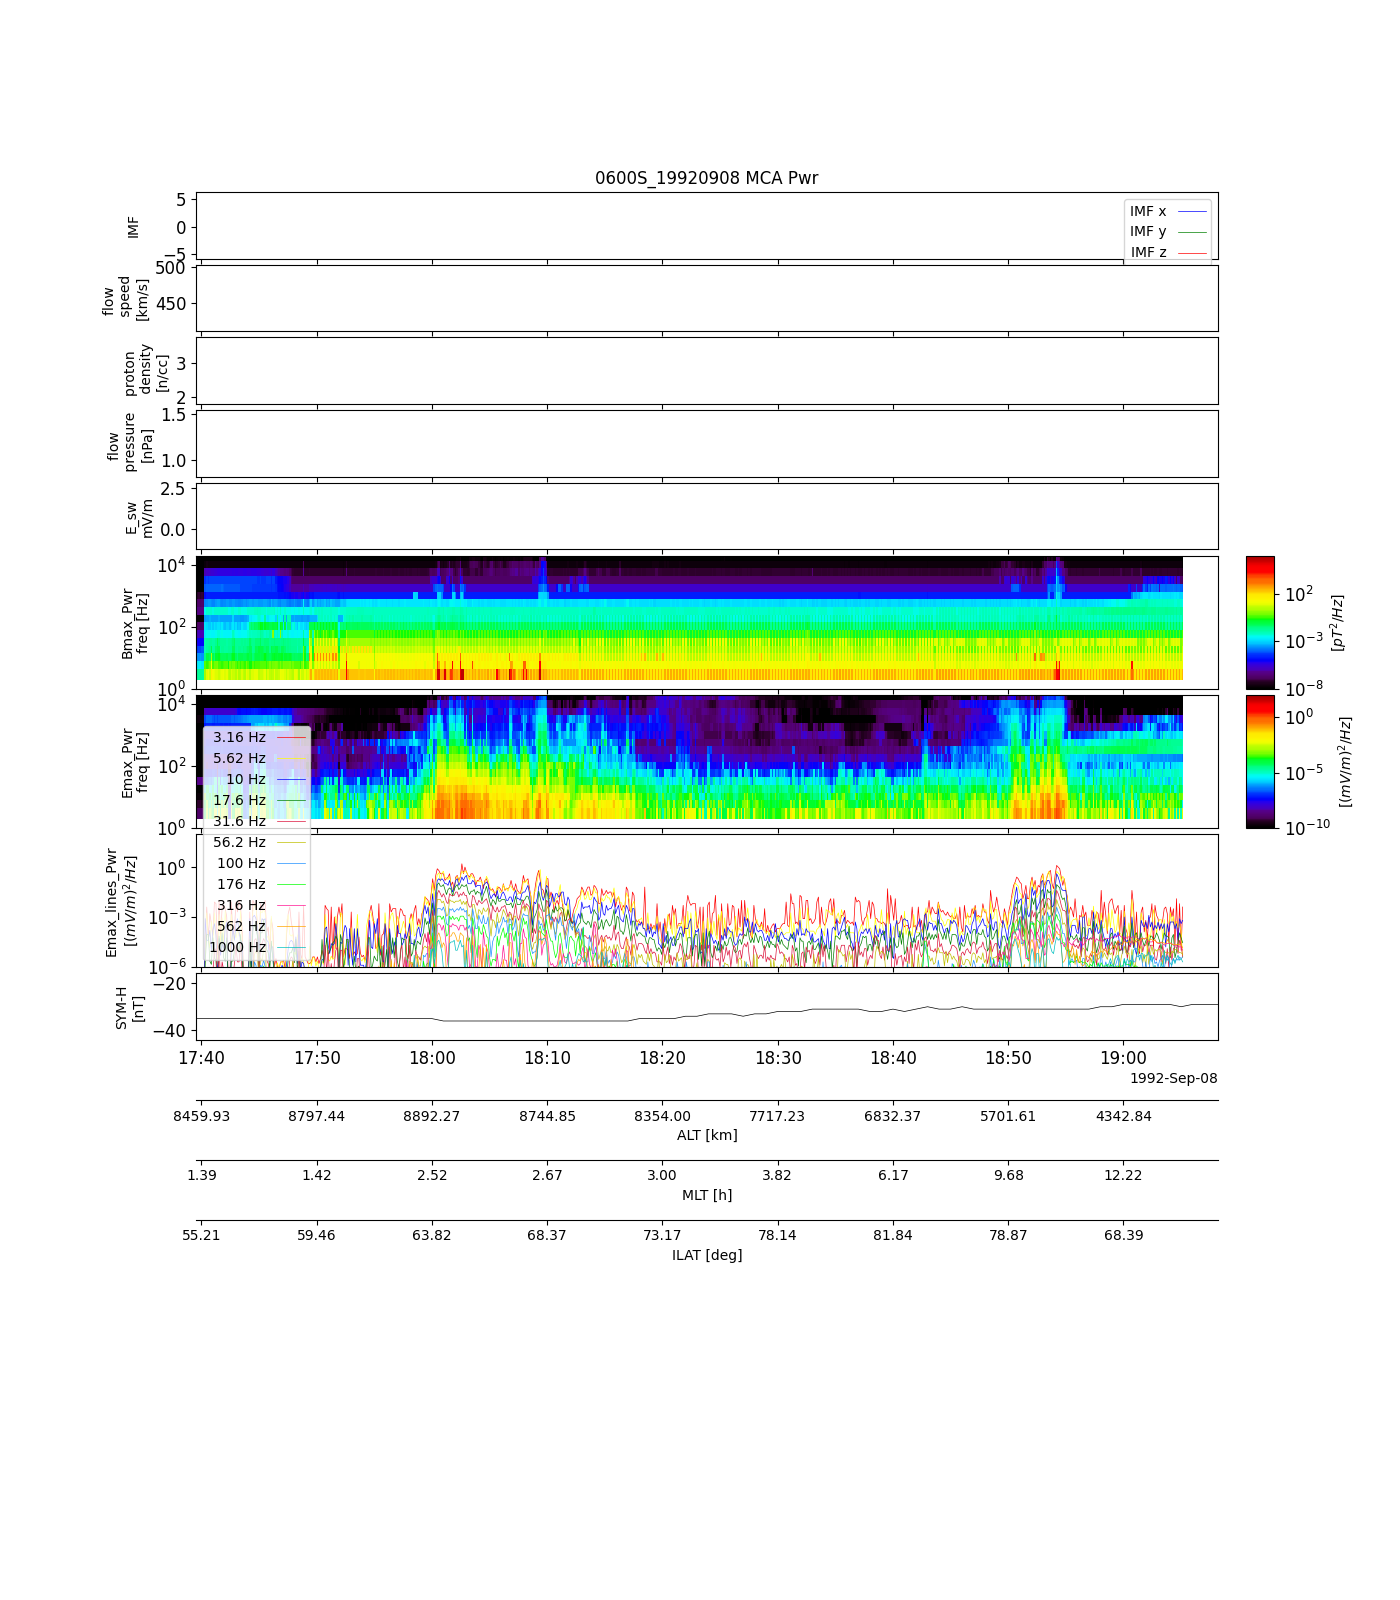 0600S_19920908 MCA Pwr
IMF
5
0
−5
IMF x
IMF y
IMF z
flow
speed
[km/s]
500
450
proton
density
[n/cc]
3
2
flow
pressure
[nPa]
1.5
1.0
E_sw
mV/m
2.5
0.0
Bmax_Pwr
freq [Hz]
10^4
10^2
10^0
10^2
10^−3
10^−8
[pT^2/Hz]
Emax_Pwr
freq [Hz]
10^4
10^2
10^0
10^0
10^−5
10^−10
[(mV/m)^2/Hz]
3.16 Hz
5.62 Hz
10 Hz
17.6 Hz
31.6 Hz
56.2 Hz
100 Hz
176 Hz
316 Hz
562 Hz
1000 Hz
Emax_lines_Pwr
[(mV/m)^2/Hz]
10^0
10^−3
10^−6
SYM-H
[nT]
−20
−40
17:40 17:50 18:00 18:10 18:20 18:30 18:40 18:50 19:00
1992-Sep-08
8459.93 8797.44 8892.27 8744.85 8354.00 7717.23 6832.37 5701.61 4342.84
ALT [km]
1.39 1.42 2.52 2.67 3.00 3.82 6.17 9.68 12.22
MLT [h]
55.21 59.46 63.82 68.37 73.17 78.14 81.84 78.87 68.39
ILAT [deg]